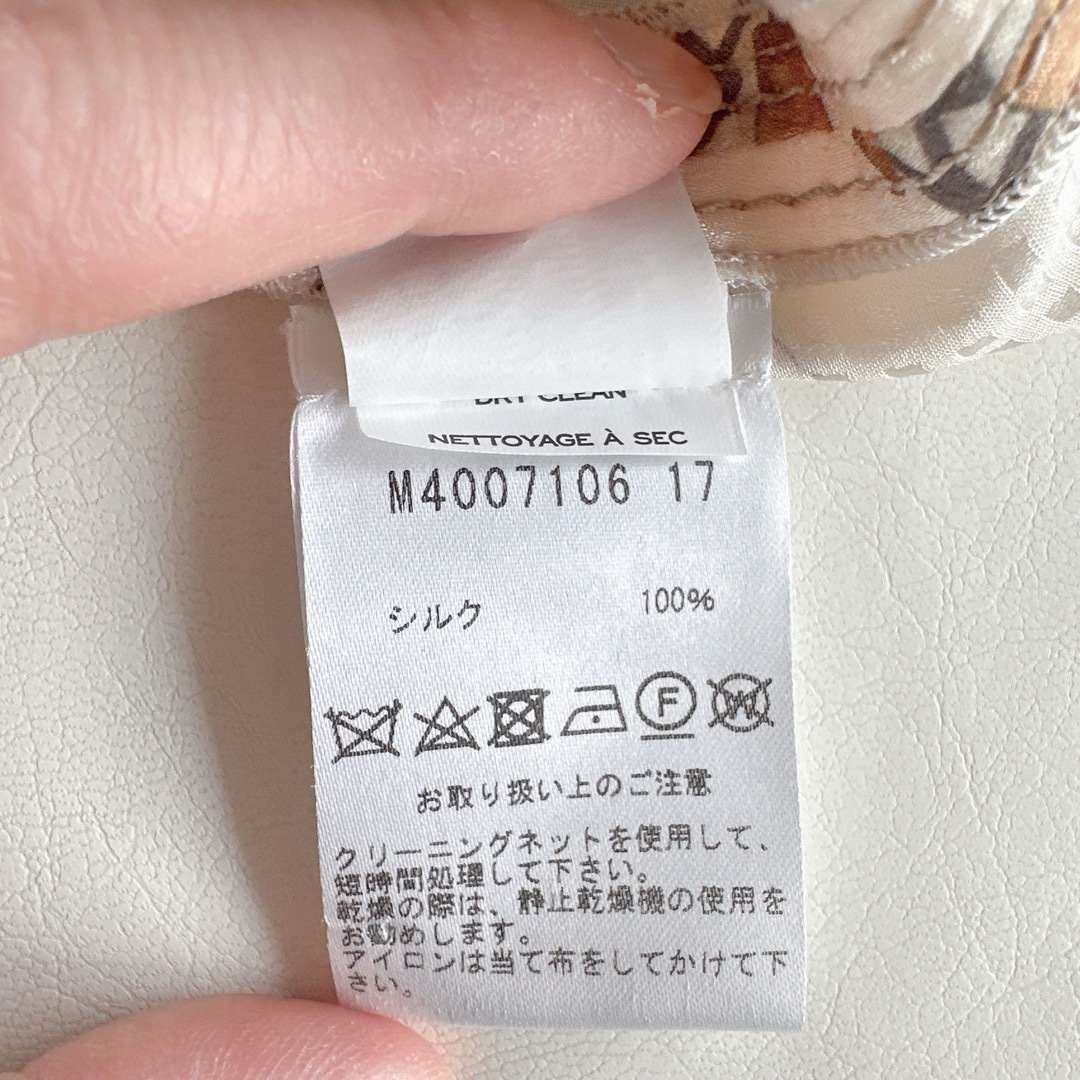 DRY CLEAN
NETTOYAGE À SEC
M4007106 17
シルク 100%
F W
お取り扱い上のご注意
クリーニングネットを使用して、
短時間処理して下さい。
乾燥の際は、静止乾燥機の使用を
お勧めします。
アイロンは当て布をしてかけて下
さい。